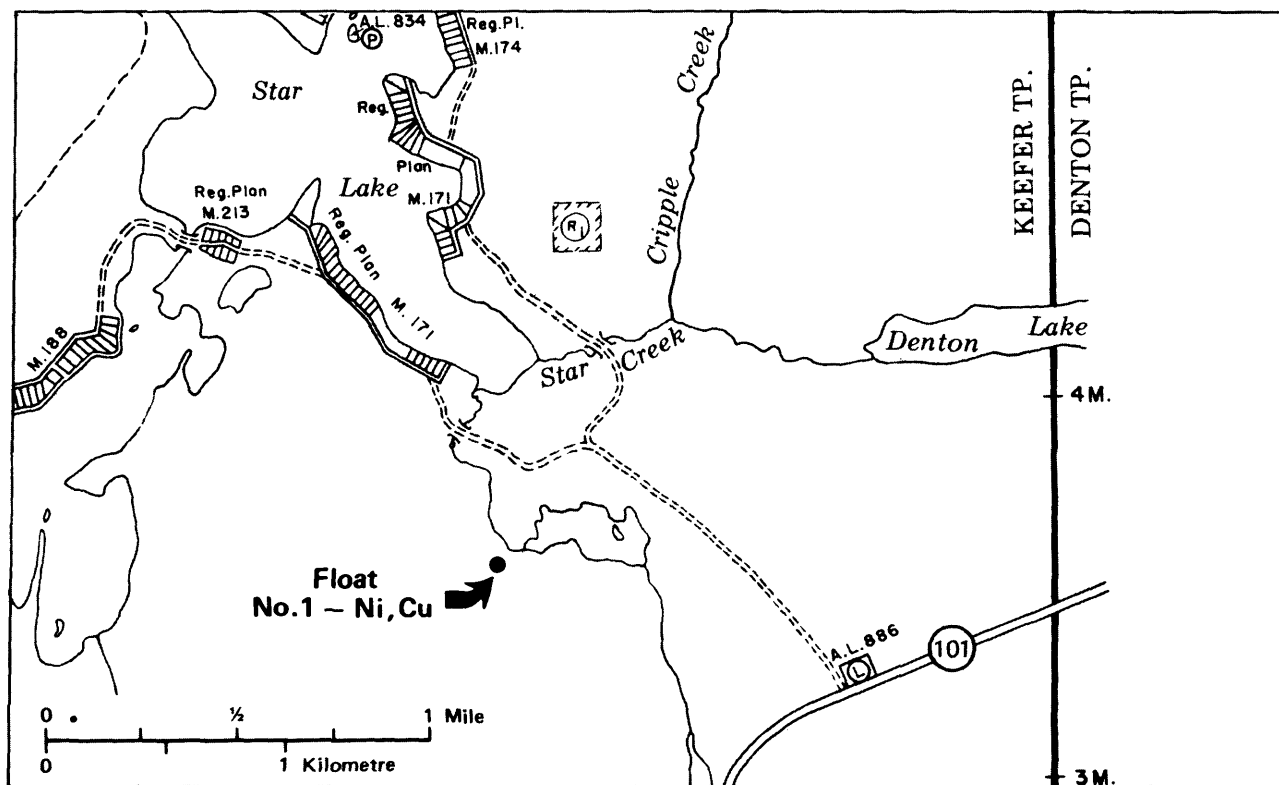 A.L.834
P
Reg.Pl.
M.174
Star
Reg.
Plan
M.171
Lake
Reg.Plan
M.213
Reg. Plan
M. 171
R1
Cripple Creek
KEEFER TP.
DENTON TP.
M.188
Star Creek
Denton Lake
4M.
Float
No.1 ~ Ni, Cu
A.L.886
L
101
0
½
1 Mile
0
1 Kilometre
3M.